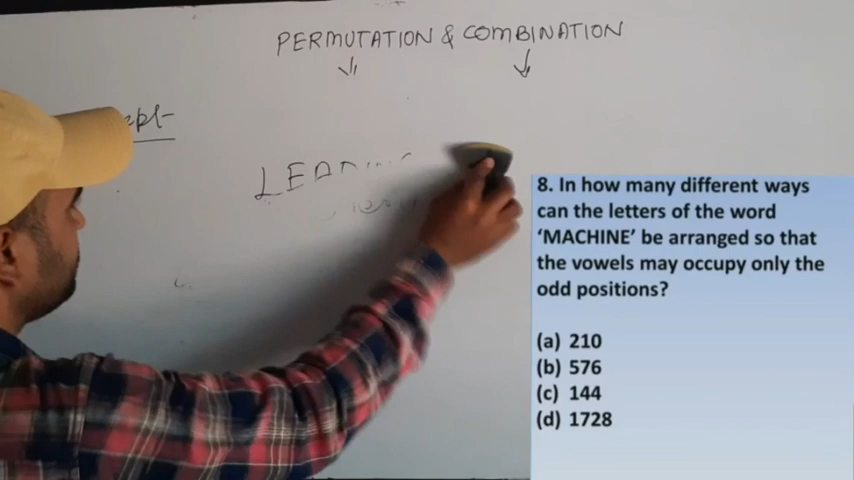 PERMUTATION & COMBINATION
8. In how many different ways
can the letters of the word
‘MACHINE’ be arranged so that
the vowels may occupy only the
odd positions?
(a) 210
(b) 576
(c) 144
(d) 1728